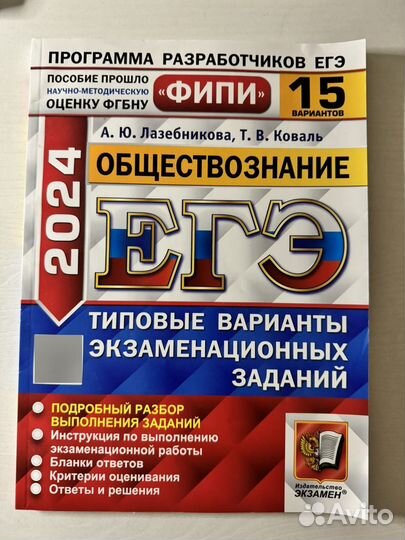 ПРОГРАММА РАЗРАБОТЧИКОВ ЕГЭ
ПОСОБИЕ ПРОШЛО
НАУЧНО-МЕТОДИЧЕСКУЮ
ОЦЕНКУ ФГБНУ
«ФИПИ»
15
ВАРИАНТОВ
А. Ю. Лазебникова, Т. В. Коваль
2024
ОБЩЕСТВОЗНАНИЕ
ЕГЭ
ТИПОВЫЕ ВАРИАНТЫ
ЭКЗАМЕНАЦИОННЫХ
ЗАДАНИЙ
ПОДРОБНЫЙ РАЗБОР
ВЫПОЛНЕНИЯ ЗАДАНИЙ
Инструкция по выполнению
экзаменационной работы
Бланки ответов
Критерии оценивания
Ответы и решения
Издательство
ЭКЗАМЕН®
Avito